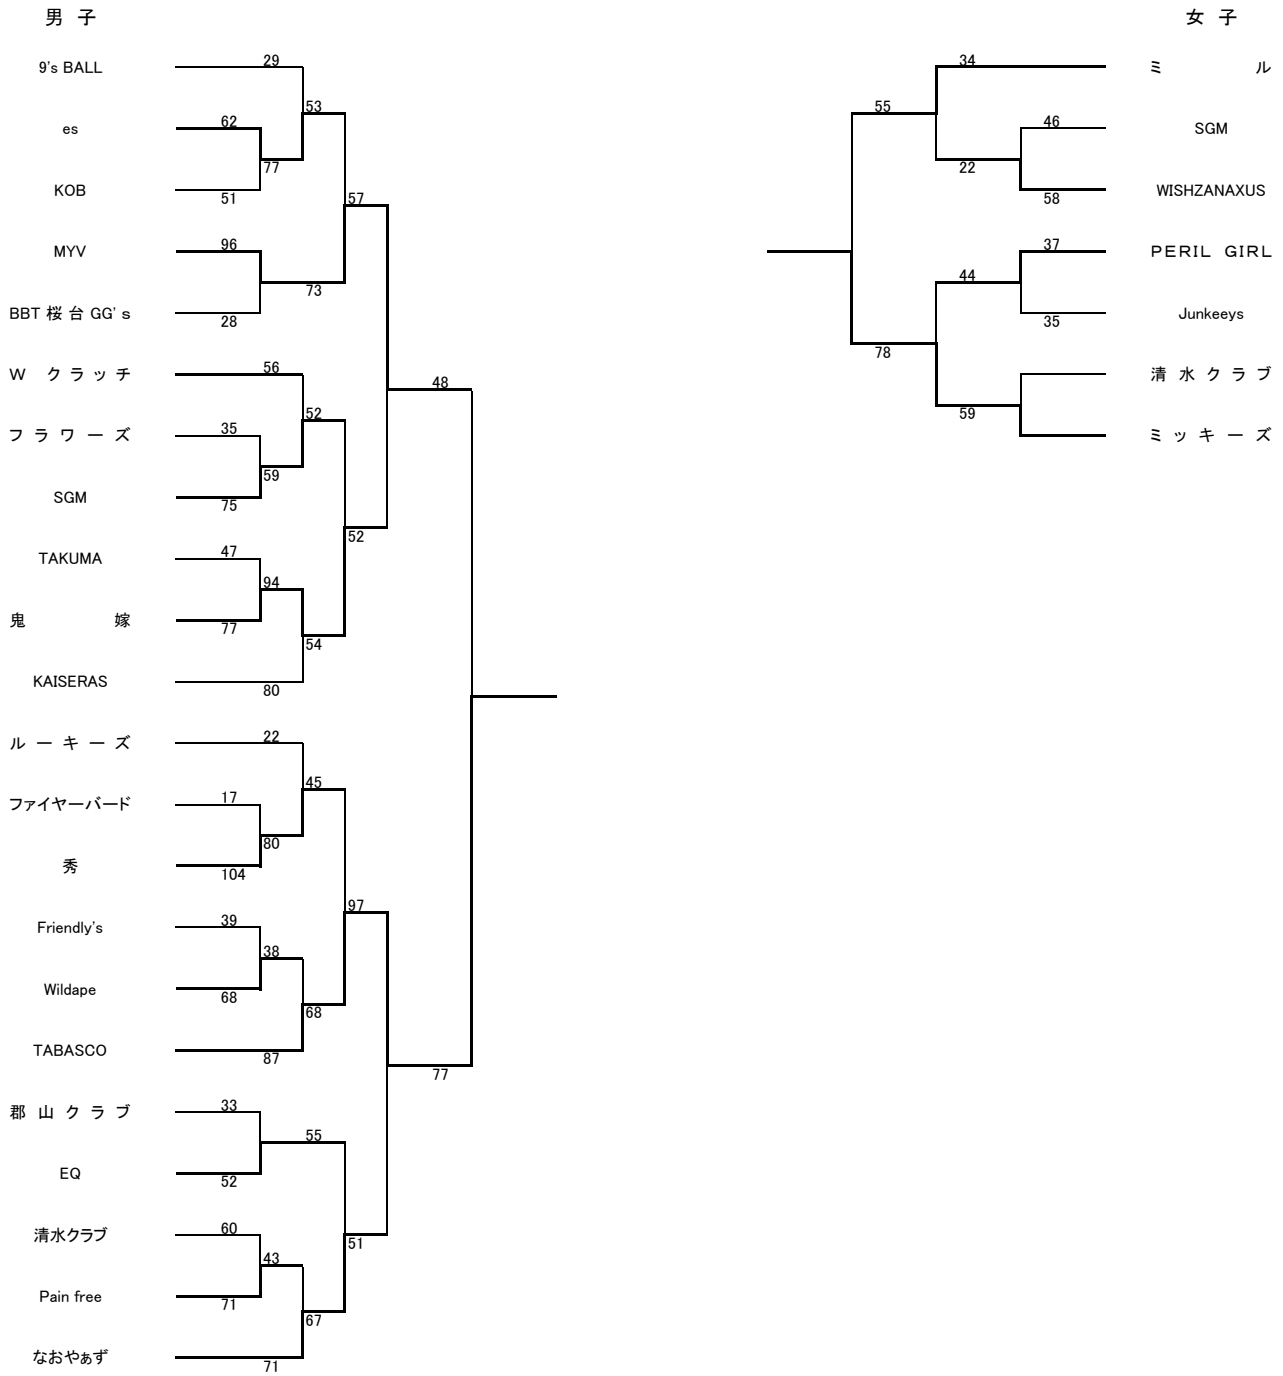 男 子
女 子
9's BALL
29
53
es
62
77
KOB
51
57
MYV
96
73
BBT 桜 台 GG' s
28
W ク ラ ッ チ
56
52
48
フ ラ ワ ー ズ
35
59
SGM
75
52
TAKUMA
47
94
鬼 嫁
77
54
KAISERAS
80
ル ー キ ー ズ
22
45
ファイヤーバード
17
80
秀
104
97
Friendly's
39
38
Wildape
68
68
TABASCO
87
77
郡 山 ク ラ ブ
33
55
EQ
52
清水クラブ
60
51
43
Pain free
71
67
なおやぁず
71
34
ミ ル
55
46
SGM
22
58
WISHZANAXUS
37
PERIL GIRL
44
35
Junkeeys
78
清 水 ク ラ ブ
59
ミ ッ キ ー ズ